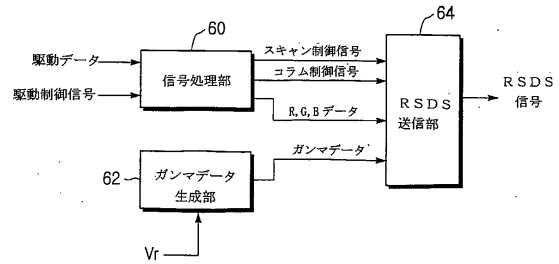 60
64
駆動データ
駆動制御信号
信号処理部
スキャン制御信号
コラム制御信号
R,G,Bデータ
ガンマデータ
RSDS
送信部
RSDS
信号
62
ガンマデータ
生成部
Vr